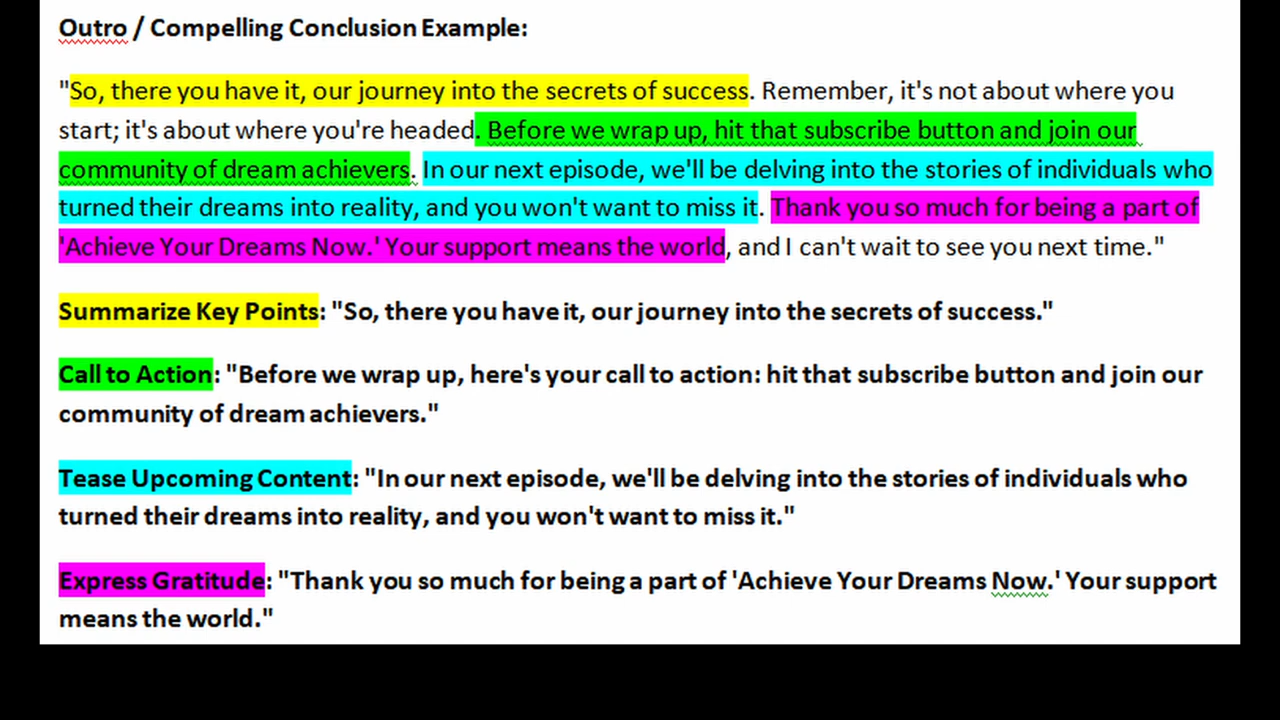 Outro / Compelling Conclusion Example:
"So, there you have it, our journey into the secrets of success. Remember, it's not about where you
start; it's about where you're headed. Before we wrap up, hit that subscribe button and join our
community of dream achievers. In our next episode, we'll be delving into the stories of individuals who
turned their dreams into reality, and you won't want to miss it. Thank you so much for being a part of
'Achieve Your Dreams Now.' Your support means the world, and I can't wait to see you next time."
Summarize Key Points: "So, there you have it, our journey into the secrets of success."
Call to Action: "Before we wrap up, here's your call to action: hit that subscribe button and join our
community of dream achievers."
Tease Upcoming Content: "In our next episode, we'll be delving into the stories of individuals who
turned their dreams into reality, and you won't want to miss it."
Express Gratitude: "Thank you so much for being a part of 'Achieve Your Dreams Now.' Your support
means the world."